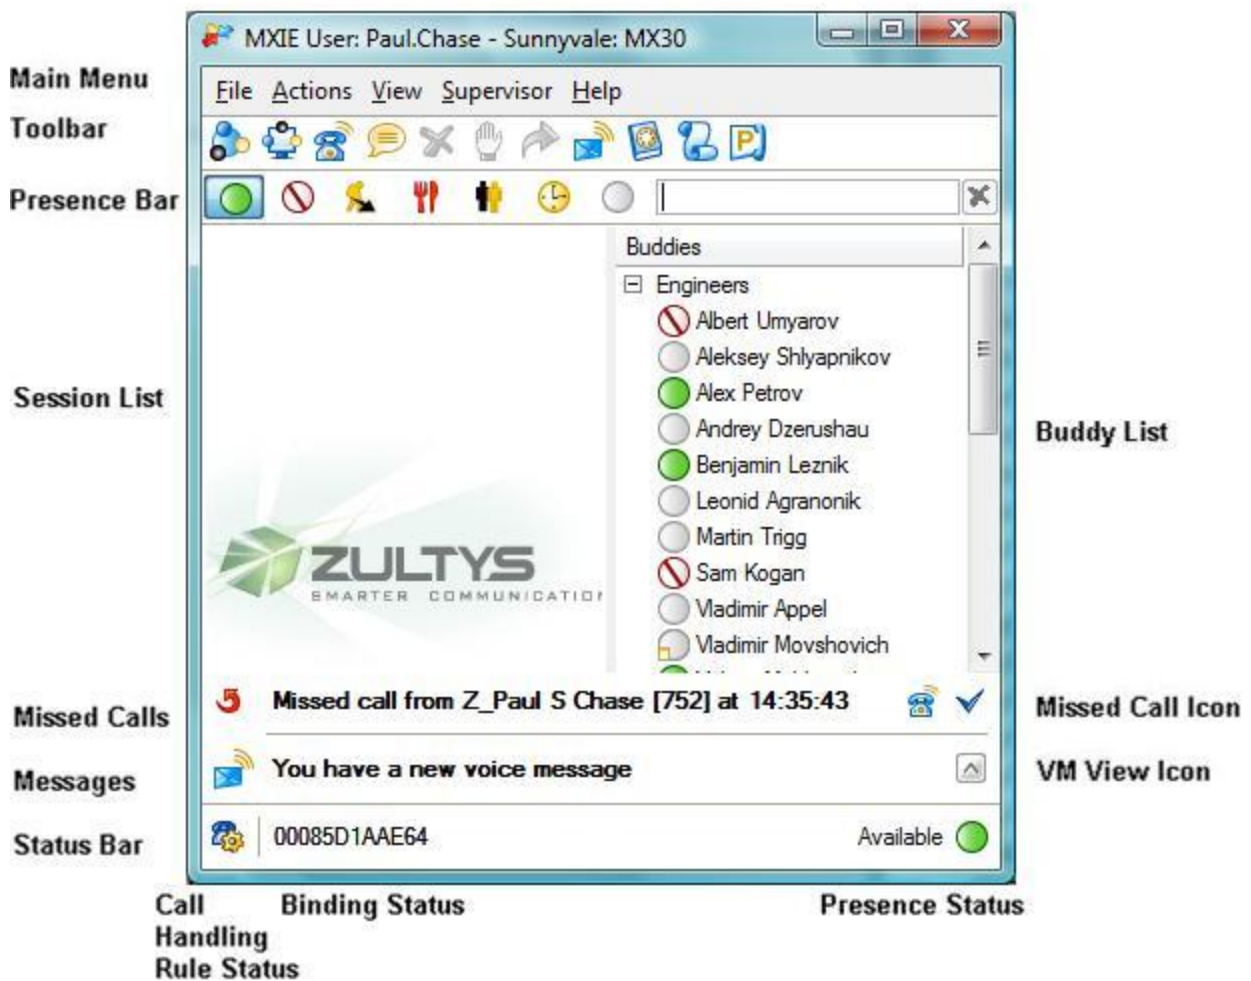 MXIE User: Paul.Chase - Sunnyvale: MX30
Main Menu
File Actions View Supervisor Help
Toolbar
Presence Bar
Buddies
Engineers
Albert Umyarov
Aleksey Shlyapnikov
Alex Petrov
Session List
Andrey Dzerushau
Buddy List
Benjamin Leznik
Leonid Agranonik
Martin Trigg
Sam Kogan
Vladimir Appel
Vladimir Movshovich
ZULTYS
SMARTER COMMUNICATION
Missed Calls
Missed call from Z_Paul S Chase [752] at 14:35:43
Missed Call Icon
Messages
You have a new voice message
VM View Icon
Status Bar
00085D1AAE64
Available
Call
Handling
Rule Status
Binding Status
Presence Status